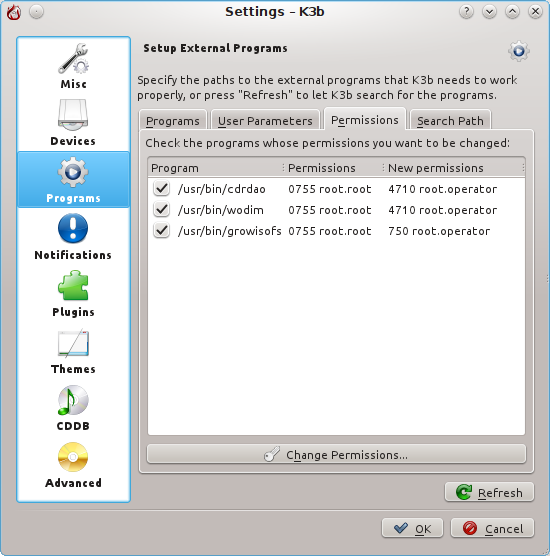 Settings – K3b
Misc
Devices
Programs
Notifications
Plugins
Themes
CDDB
Advanced
Setup External Programs
Specify the paths to the external programs that K3b needs to work
properly, or press "Refresh" to let K3b search for the programs.
Programs User Parameters Permissions Search Path
Check the programs whose permissions you want to be changed:
Program Permissions New permissions
/usr/bin/cdrdao 0755 root.root 4710 root.operator
/usr/bin/wodim 0755 root.root 4710 root.operator
/usr/bin/growisofs 0755 root.root 750 root.operator
Change Permissions...
Refresh
OK Cancel